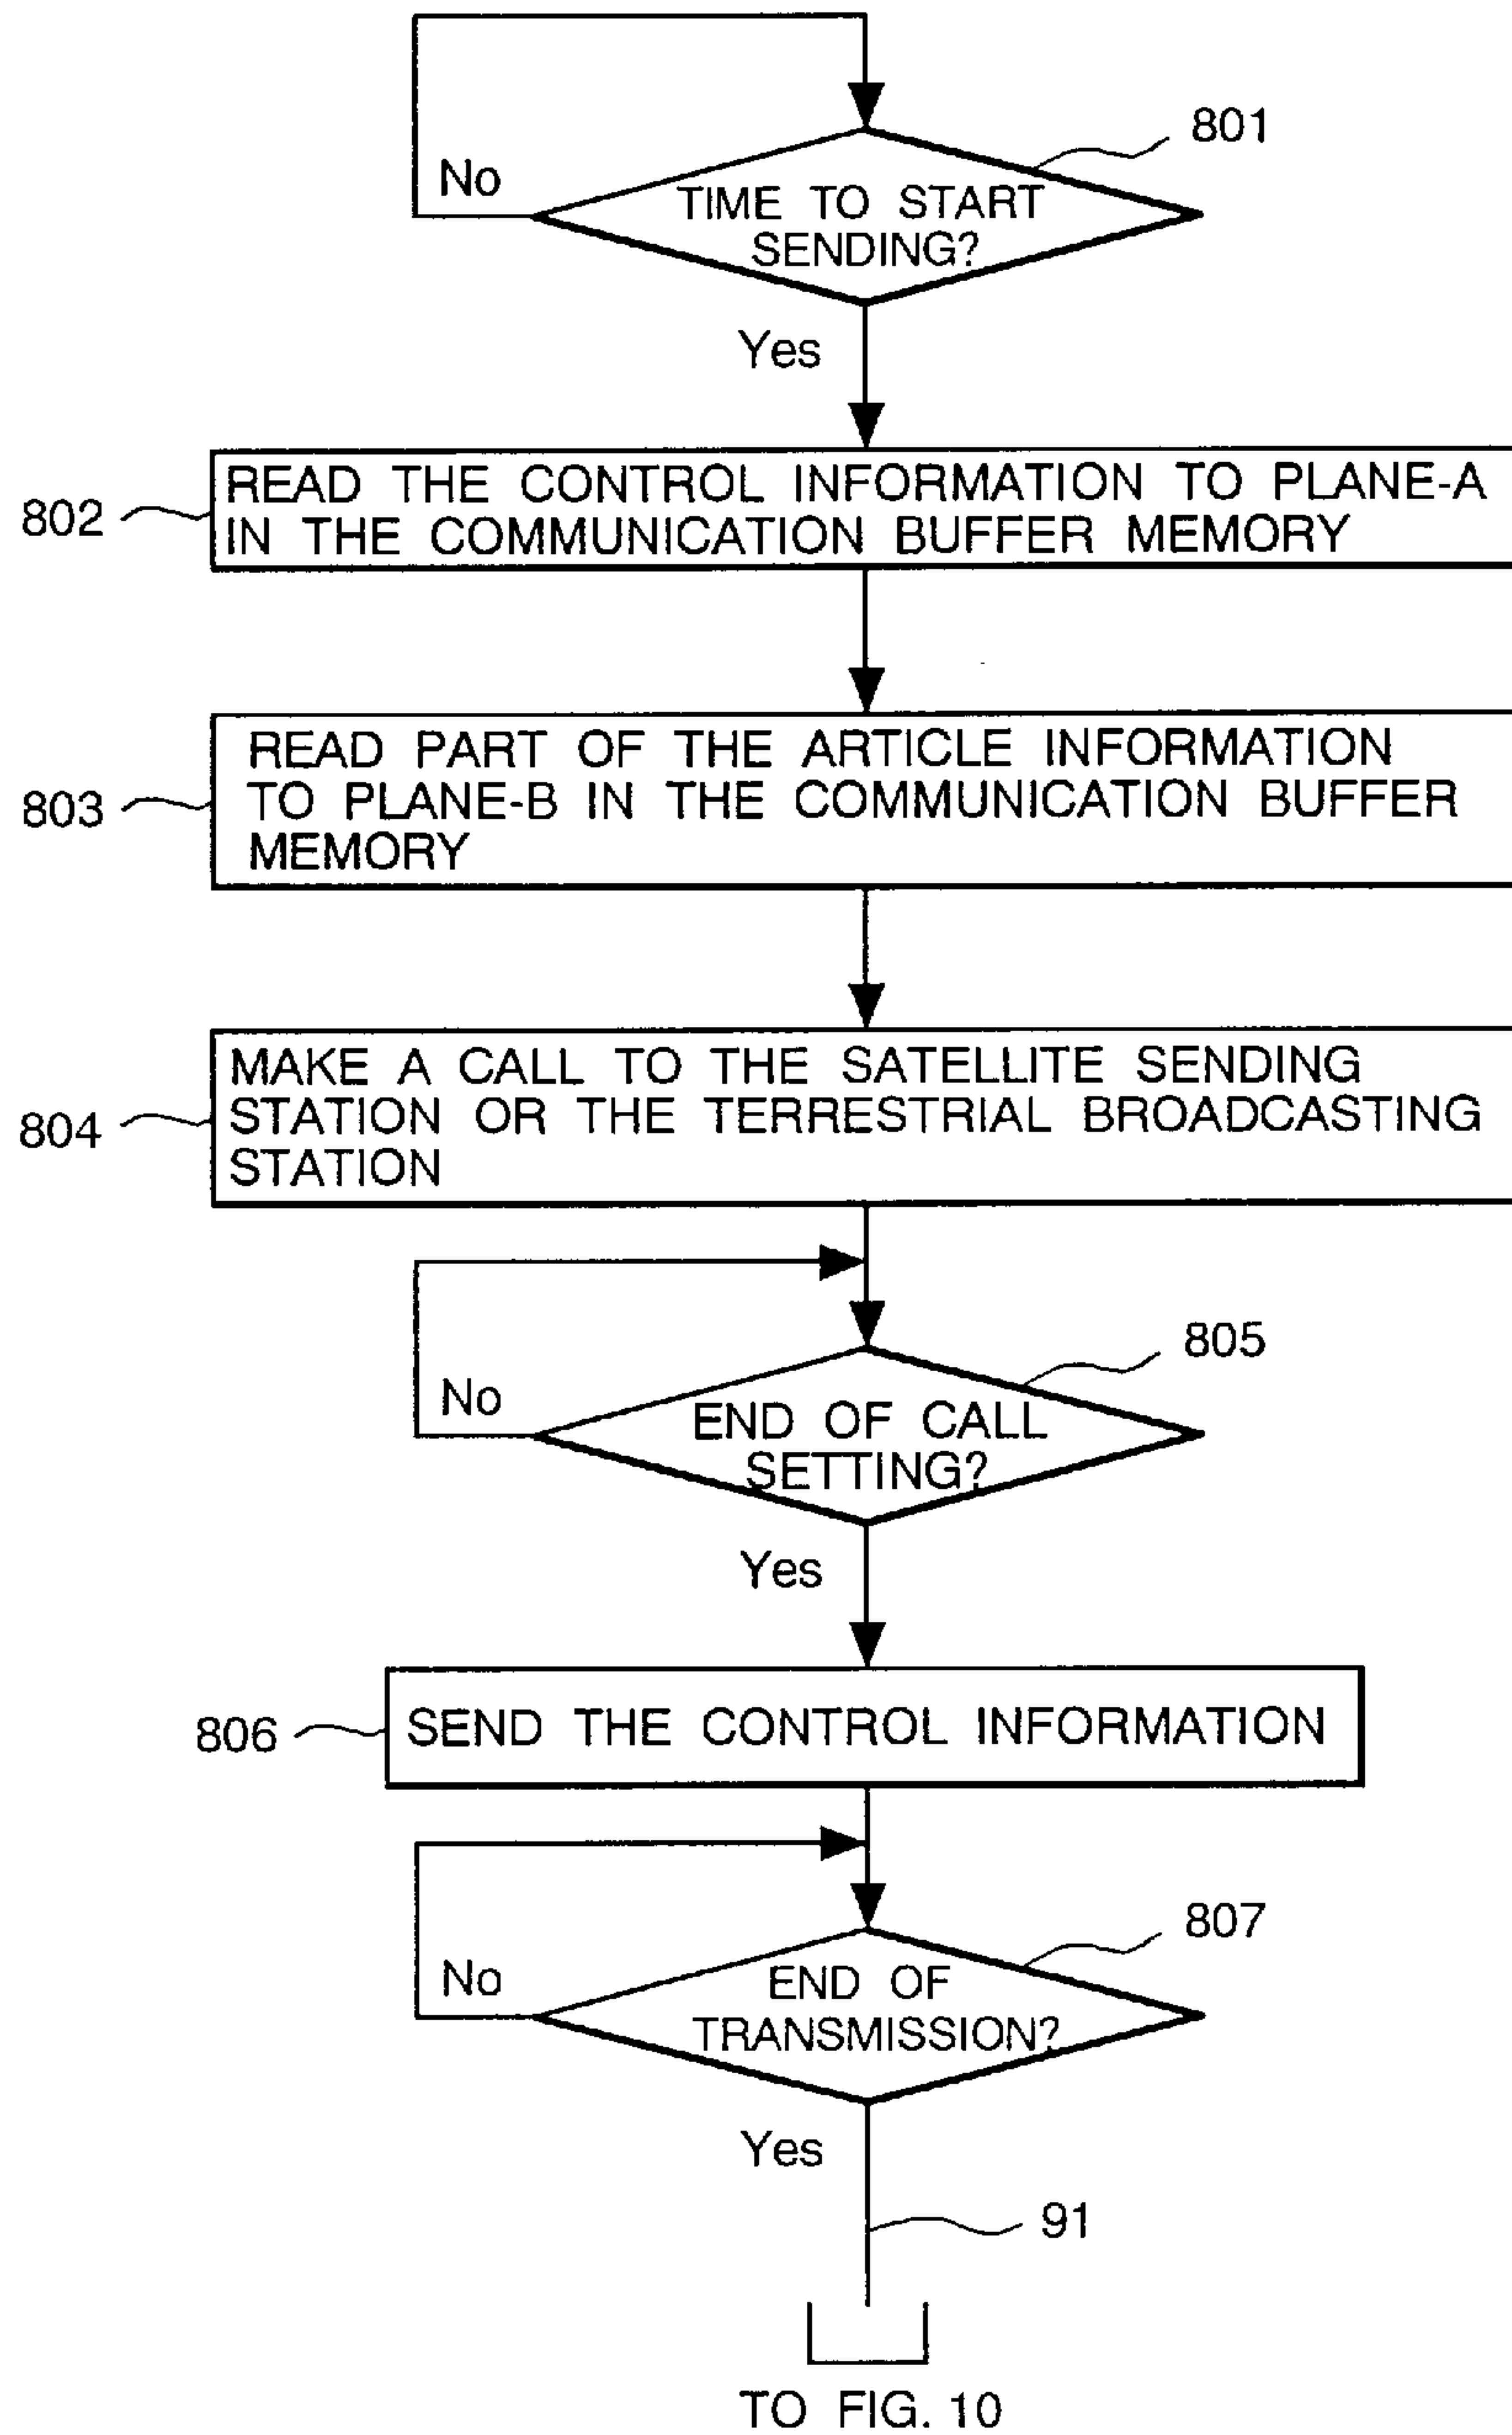 801
No
TIME TO START
SENDING?
Yes
802
READ THE CONTROL INFORMATION TO PLANE-A
IN THE COMMUNICATION BUFFER MEMORY
803
READ PART OF THE ARTICLE INFORMATION
TO PLANE-B IN THE COMMUNICATION BUFFER
MEMORY
804
MAKE A CALL TO THE SATELLITE SENDING
STATION OR THE TERRESTRIAL BROADCASTING
STATION
805
No
END OF CALL
SETTING?
Yes
806
SEND THE CONTROL INFORMATION
807
No
END OF
TRANSMISSION?
Yes
91
TO FIG. 10